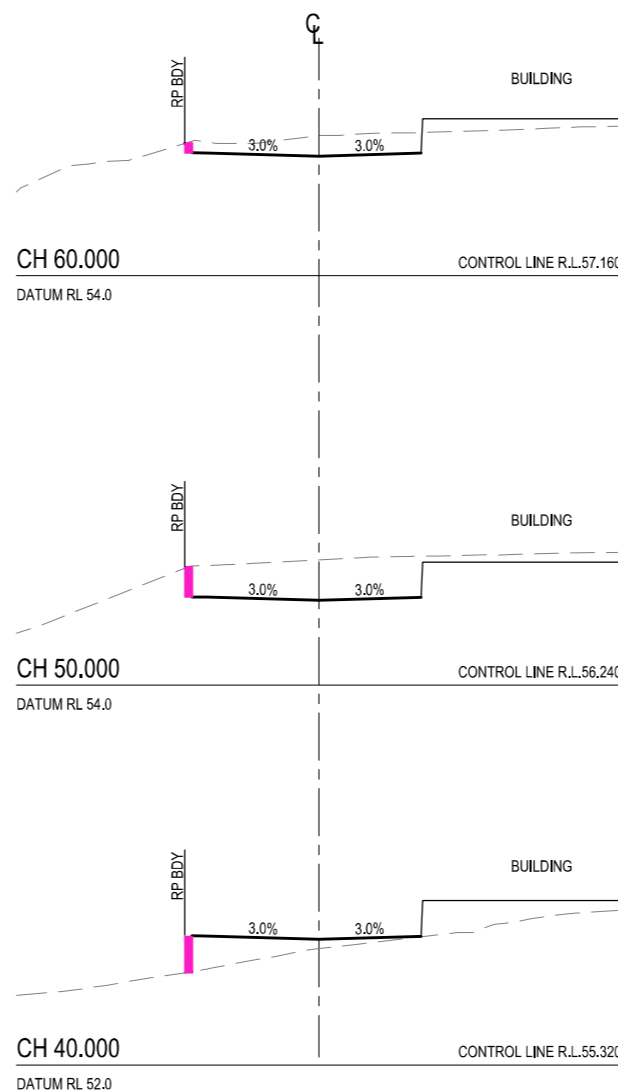 CL
RP BDY
BUILDING
3.0% 3.0%
CH 60.000 CONTROL LINE R.L.57.160
DATUM RL 54.0
RP BDY
BUILDING
3.0% 3.0%
CH 50.000 CONTROL LINE R.L.56.240
DATUM RL 54.0
RP BDY
BUILDING
3.0% 3.0%
CH 40.000 CONTROL LINE R.L.55.320
DATUM RL 52.0